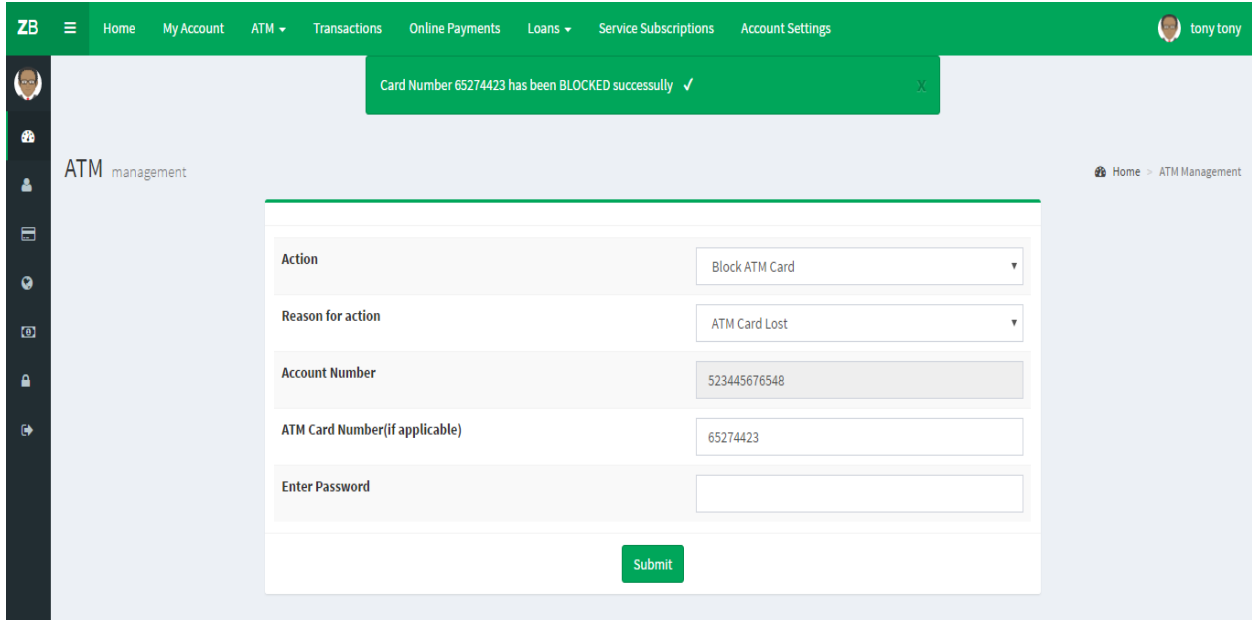 ZB Home My Account ATM Transactions Online Payments Loans Service Subscriptions Account Settings tony tony
Card Number 65274423 has been BLOCKED successully ✓ X
ATM management Home > ATM Management
Action Block ATM Card
Reason for action ATM Card Lost
Account Number 523445676548
ATM Card Number(if applicable) 65274423
Enter Password
Submit